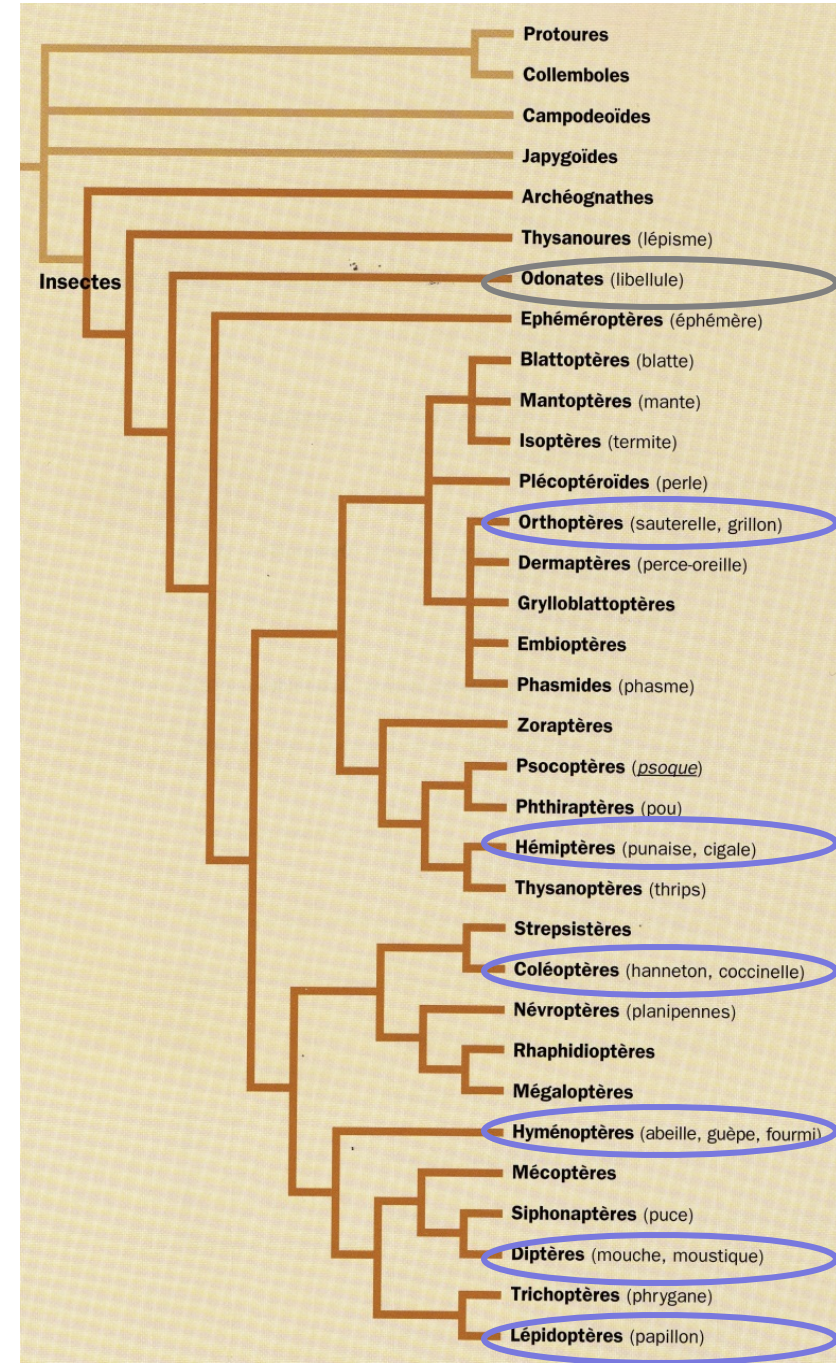 Protoures
Collemboles
Campodeoïdes
Japygoïdes
Archéognathes
Thysanoures (lépisme)
Insectes
Odonates (libellule)
Ephéméroptères (éphémère)
Blattoptères (blatte)
Mantoptères (mante)
Isoptères (termite)
Plécoptéroïdes (perle)
Orthoptères (sauterelle, grillon)
Dermaptères (perce-oreille)
Grylloblattoptères
Embioptères
Phasmides (phasme)
Zoraptères
Psocoptères (psoque)
Phthiraptères (pou)
Hémiptères (punaise, cigale)
Thysanoptères (thrips)
Strepsistères
Coléoptères (hanneton, coccinelle)
Névroptères (planipennes)
Rhaphidioptères
Mégaloptères
Hyménoptères (abeille, guèpe, fourmi)
Mécoptères
Siphonaptères (puce)
Diptères (mouche, moustique)
Trichoptères (phrygane)
Lépidoptères (papillon)